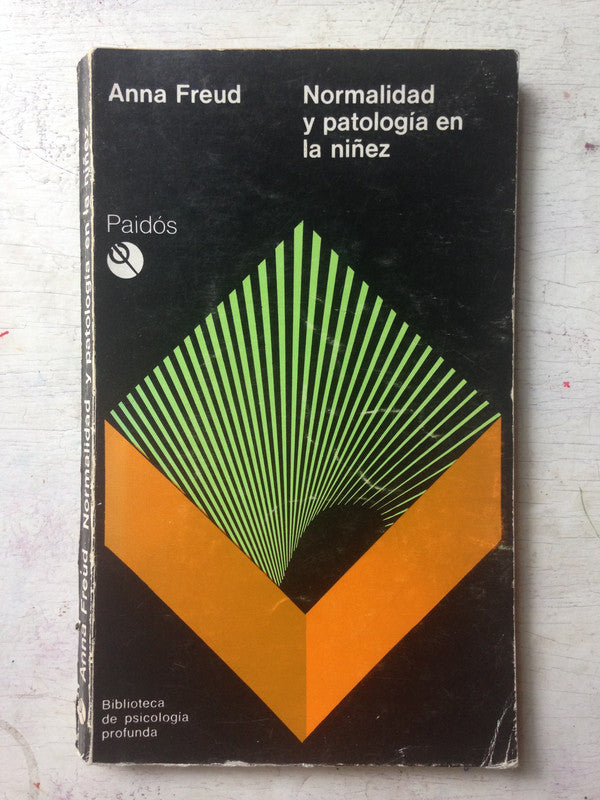 Anna Freud
Normalidad
y patología en
la niñez
Paidós
Biblioteca
de psicología
profunda
Anna Freud Normalidad y patología en la niñez